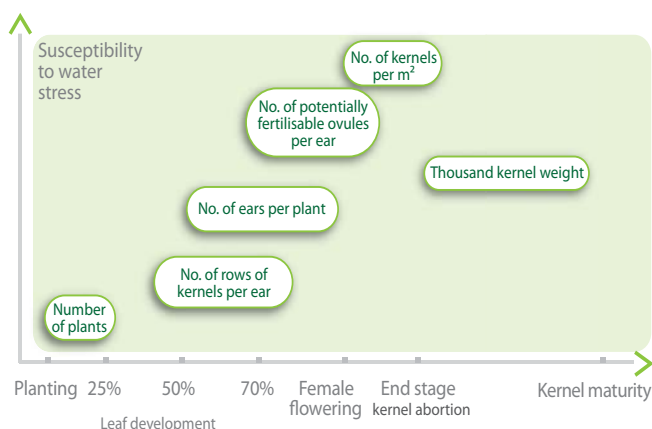 Susceptibility
to water
stress
No. of kernels
per m²
No. of potentially
fertilisable ovules
per ear
Thousand kernel weight
No. of ears per plant
No. of rows of
kernels per ear
Number
of plants
Planting 25% 50% 70% Female flowering End stage kernel abortion Kernel maturity
Leaf development